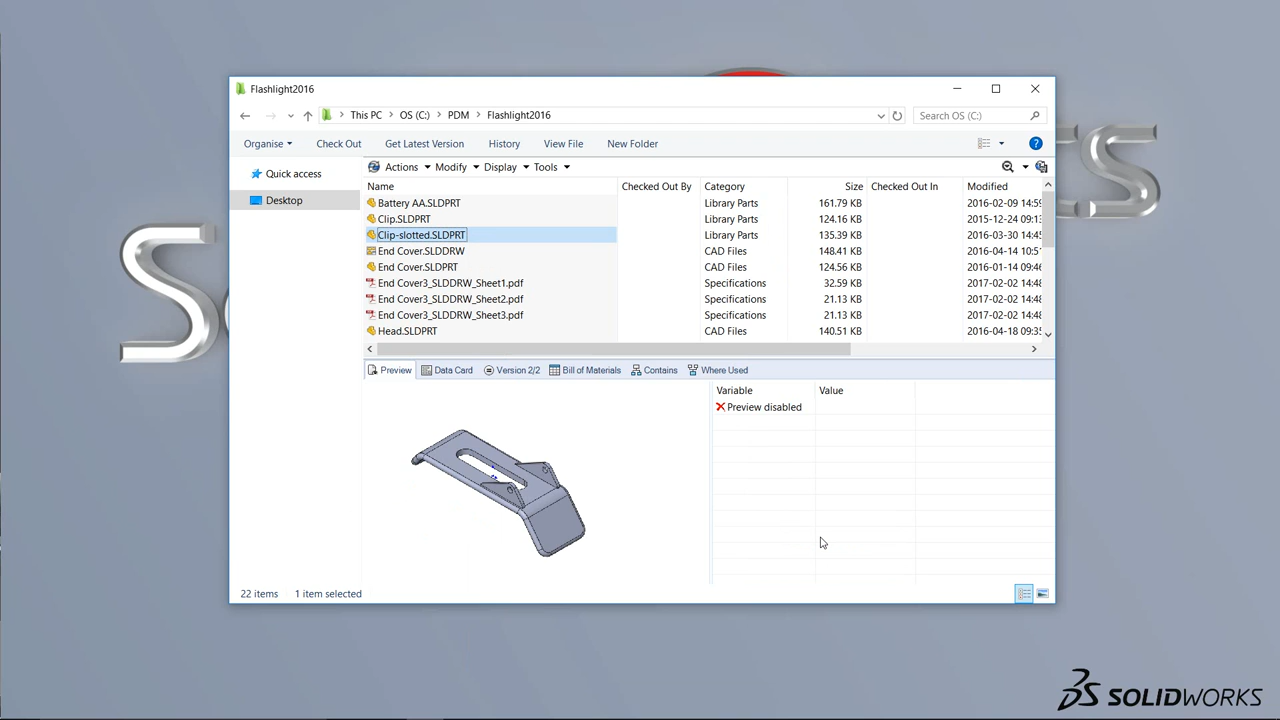 Flashlight2016
This PC OS (C:) PDM Flashlight2016 Search OS (C:)
Organise Check Out Get Latest Version History View File New Folder
Quick access
Desktop
Actions Modify Display Tools
Name Checked Out By Category Size Checked Out In Modified
Battery AA.SLDPRT Library Parts 161.79 KB 2016-02-09 14:59
Clip.SLDPRT Library Parts 124.16 KB 2015-12-24 09:13
Clip-slotted.SLDPRT Library Parts 135.39 KB 2016-03-30 14:45
End Cover.SLDDRW CAD Files 148.41 KB 2016-04-14 10:5
End Cover.SLDPRT CAD Files 124.56 KB 2016-01-14 09:46
End Cover3_SLDDRW_Sheet1.pdf Specifications 32.59 KB 2017-02-02 14:48
End Cover3_SLDDRW_Sheet2.pdf Specifications 21.13 KB 2017-02-02 14:48
End Cover3_SLDDRW_Sheet3.pdf Specifications 21.13 KB 2017-02-02 14:48
Head.SLDPRT CAD Files 140.51 KB 2016-04-18 09:35
Preview Data Card Version 2/2 Bill of Materials Contains Where Used
Variable Value
Preview disabled
22 items 1 item selected
SOLIDWORKS